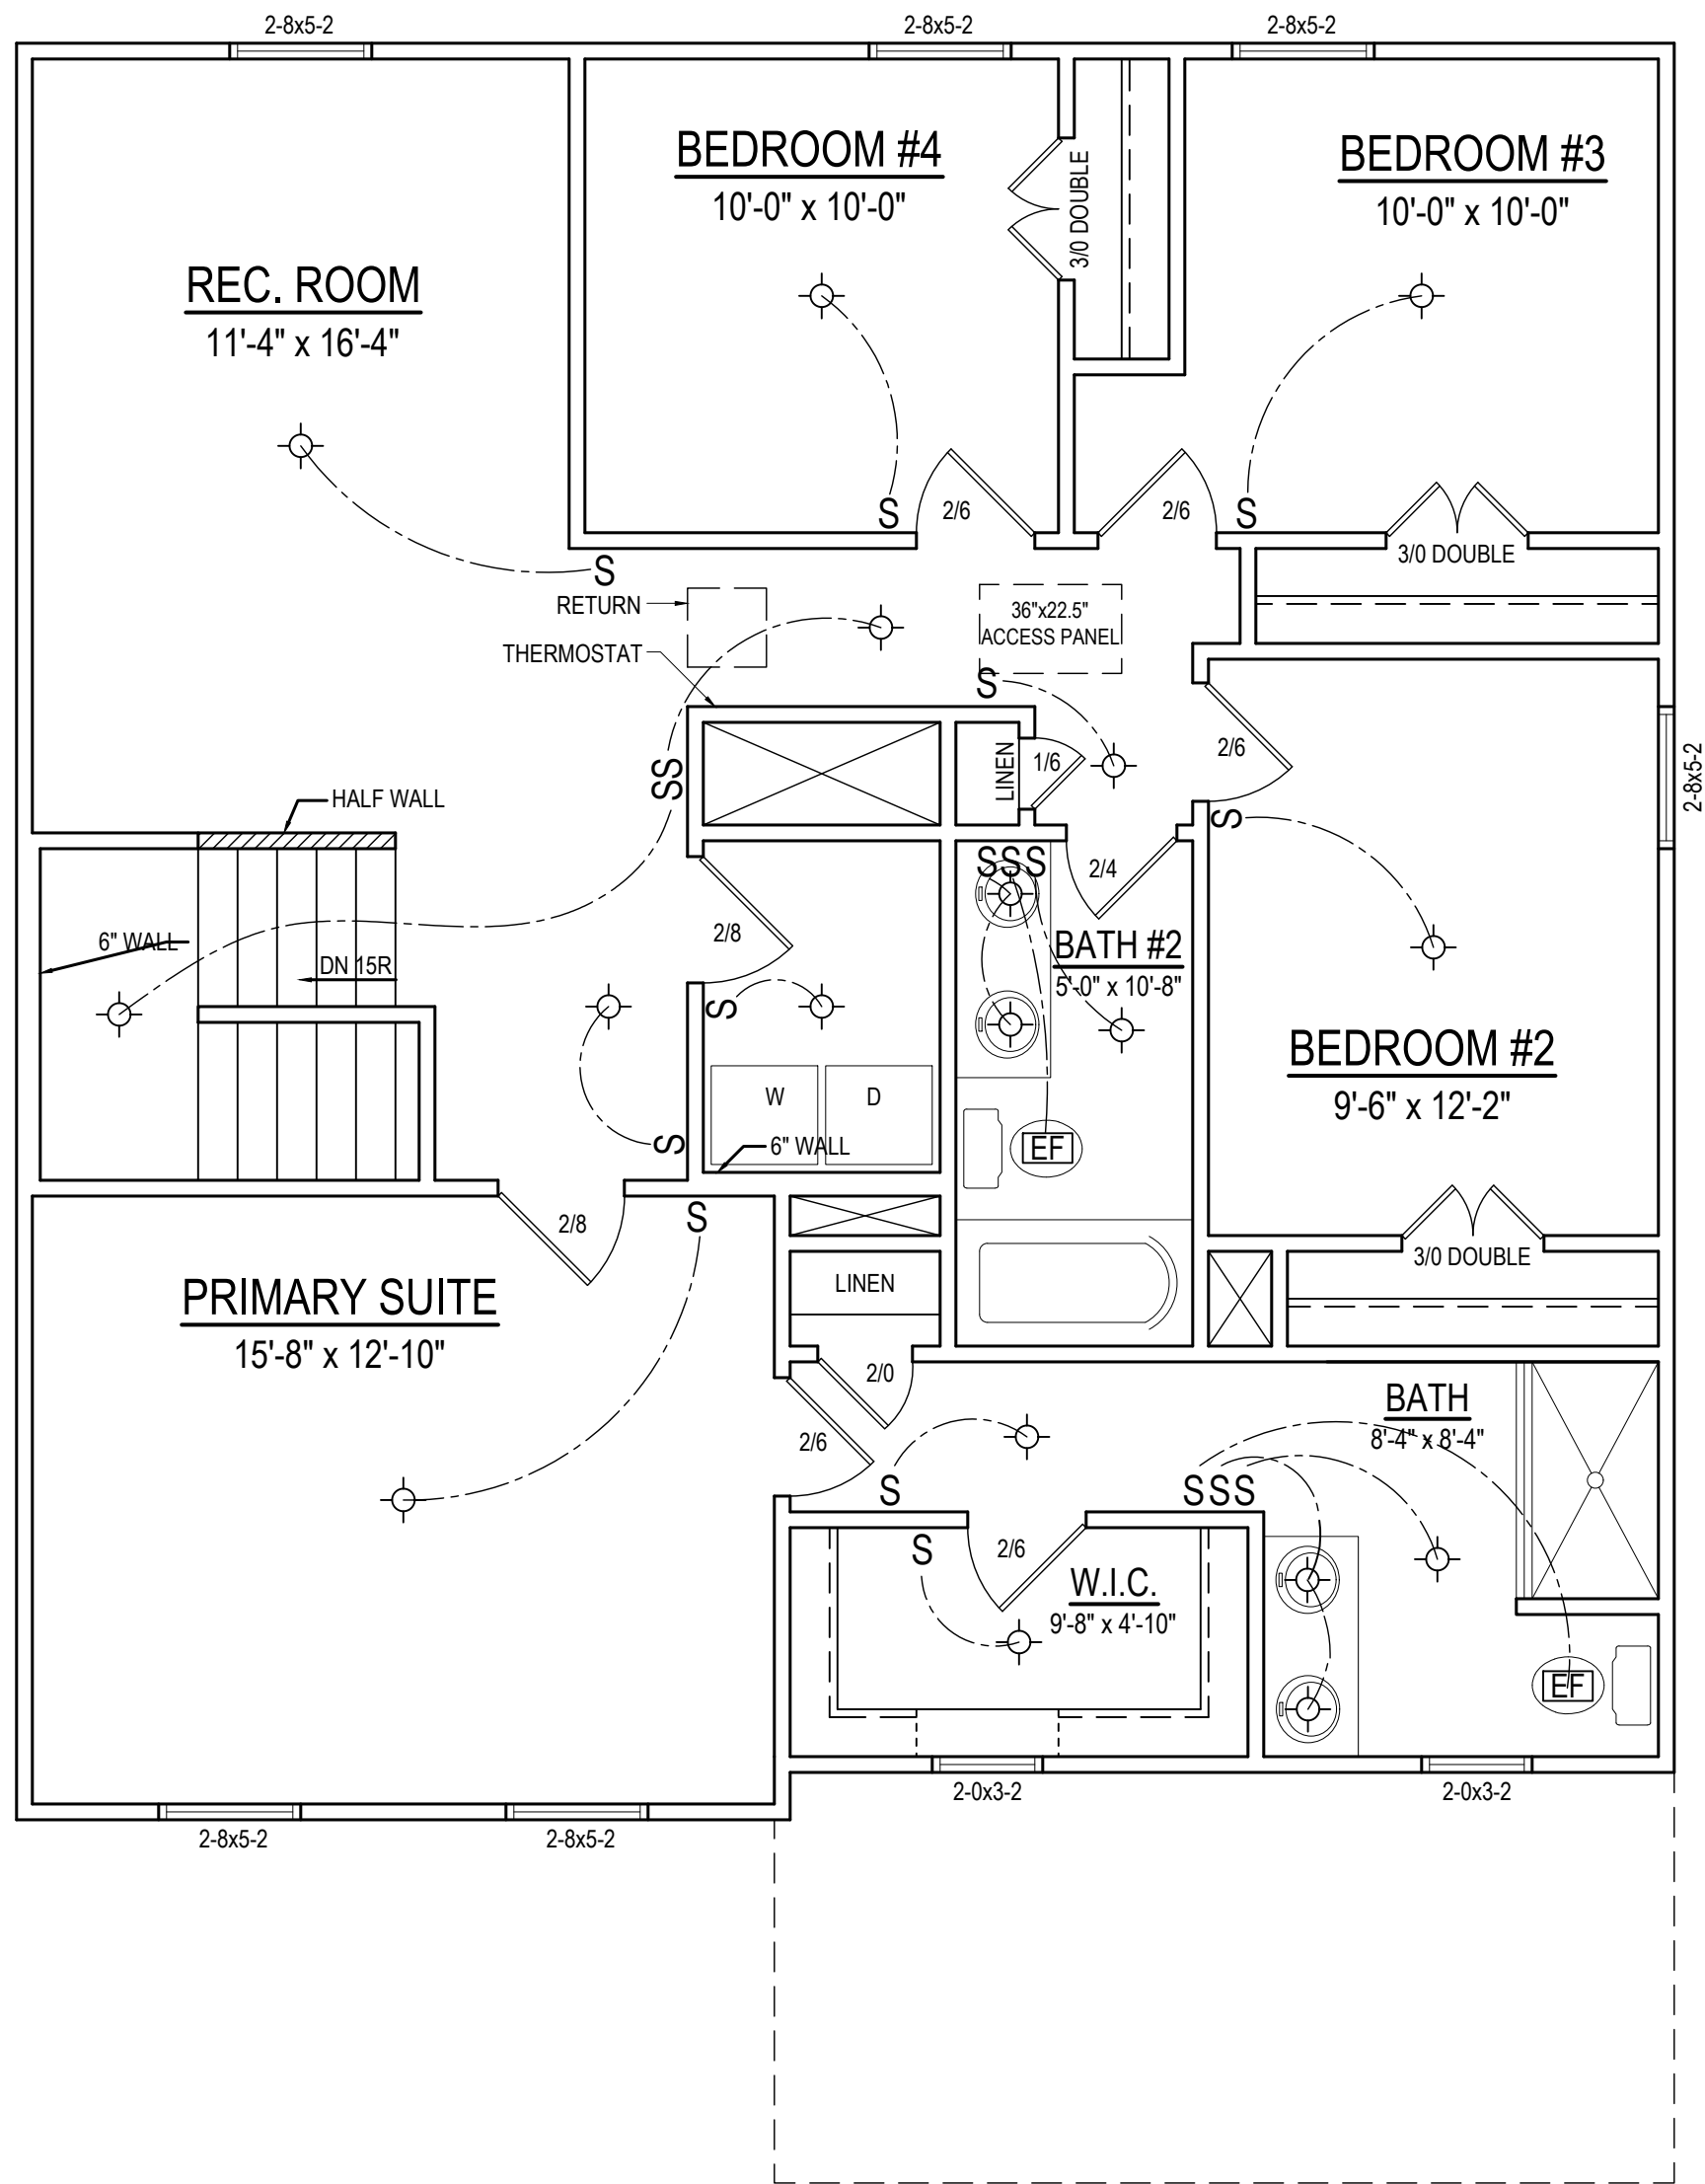 2-8x5-2
2-8x5-2
2-8x5-2
BEDROOM #4
10'-0" x 10'-0"
3/0 DOUBLE
BEDROOM #3
10'-0" x 10'-0"
REC. ROOM
11'-4" x 16'-4"
S
2/6
2/6
S
3/0 DOUBLE
S
RETURN
36"x22.5"
ACCESS PANEL
THERMOSTAT
S
SS
LINEN
1/6
2/6
2-8x5-2
HALF WALL
S
SSS
2/4
2/8
BATH #2
5'-0" x 10'-8"
6" WALL
DN 15R
S
BEDROOM #2
9'-6" x 12'-2"
W
D
S
6" WALL
EF
2/8
S
3/0 DOUBLE
LINEN
PRIMARY SUITE
15'-8" x 12'-10"
2/0
BATH
8'-4" x 8'-4"
2/6
S
SSS
S
2/6
W.I.C.
9'-8" x 4'-10"
EF
2-0x3-2
2-0x3-2
2-8x5-2
2-8x5-2